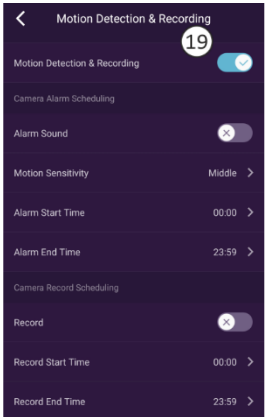 Motion Detection & Recording
19
Motion Detection & Recording
Camera Alarm Scheduling
Alarm Sound
Motion Sensitivity Middle
Alarm Start Time 00:00
Alarm End Time 23:59
Camera Record Scheduling
Record
Record Start Time 00:00
Record End Time 23:59